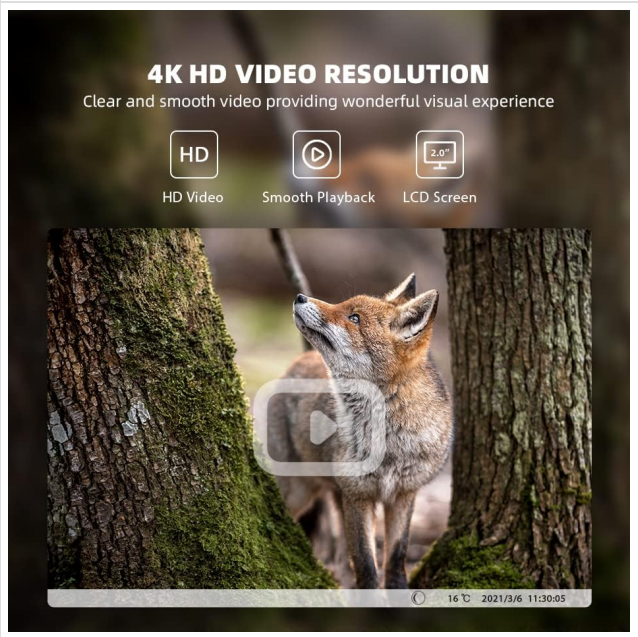 4K HD VIDEO RESOLUTION
Clear and smooth video providing wonderful visual experience
HD
2.0"
HD Video
Smooth Playback
LCD Screen
16 ℃ 2021/3/6 11:30:05